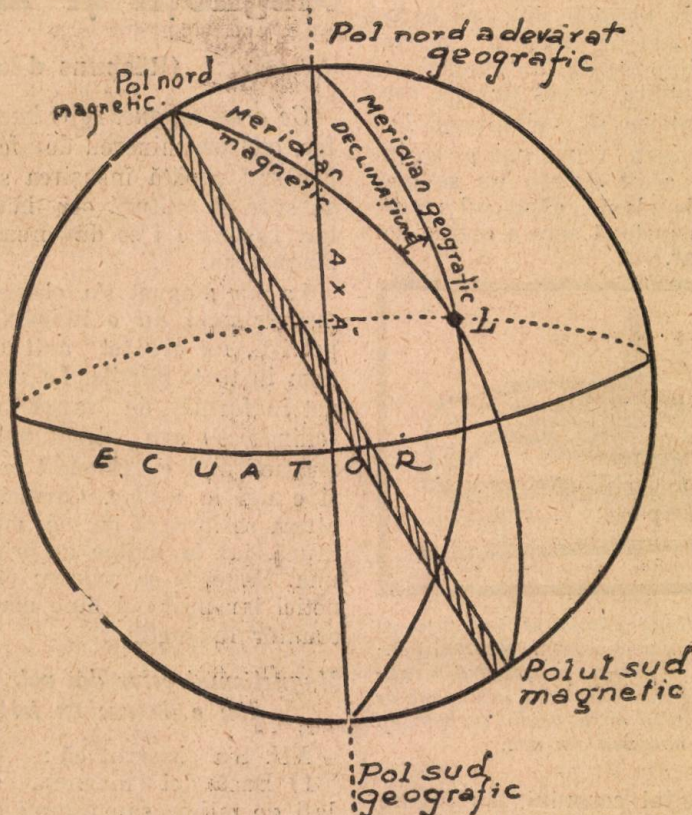 Pol nord adevărat
geografic
Pol nord
magnetic.
Meridian
magnetic
Meridian geografic
DECLINATIUNE
AXA
L
ECUATOR
Polul sud
magnetic
Pol sud
geografic